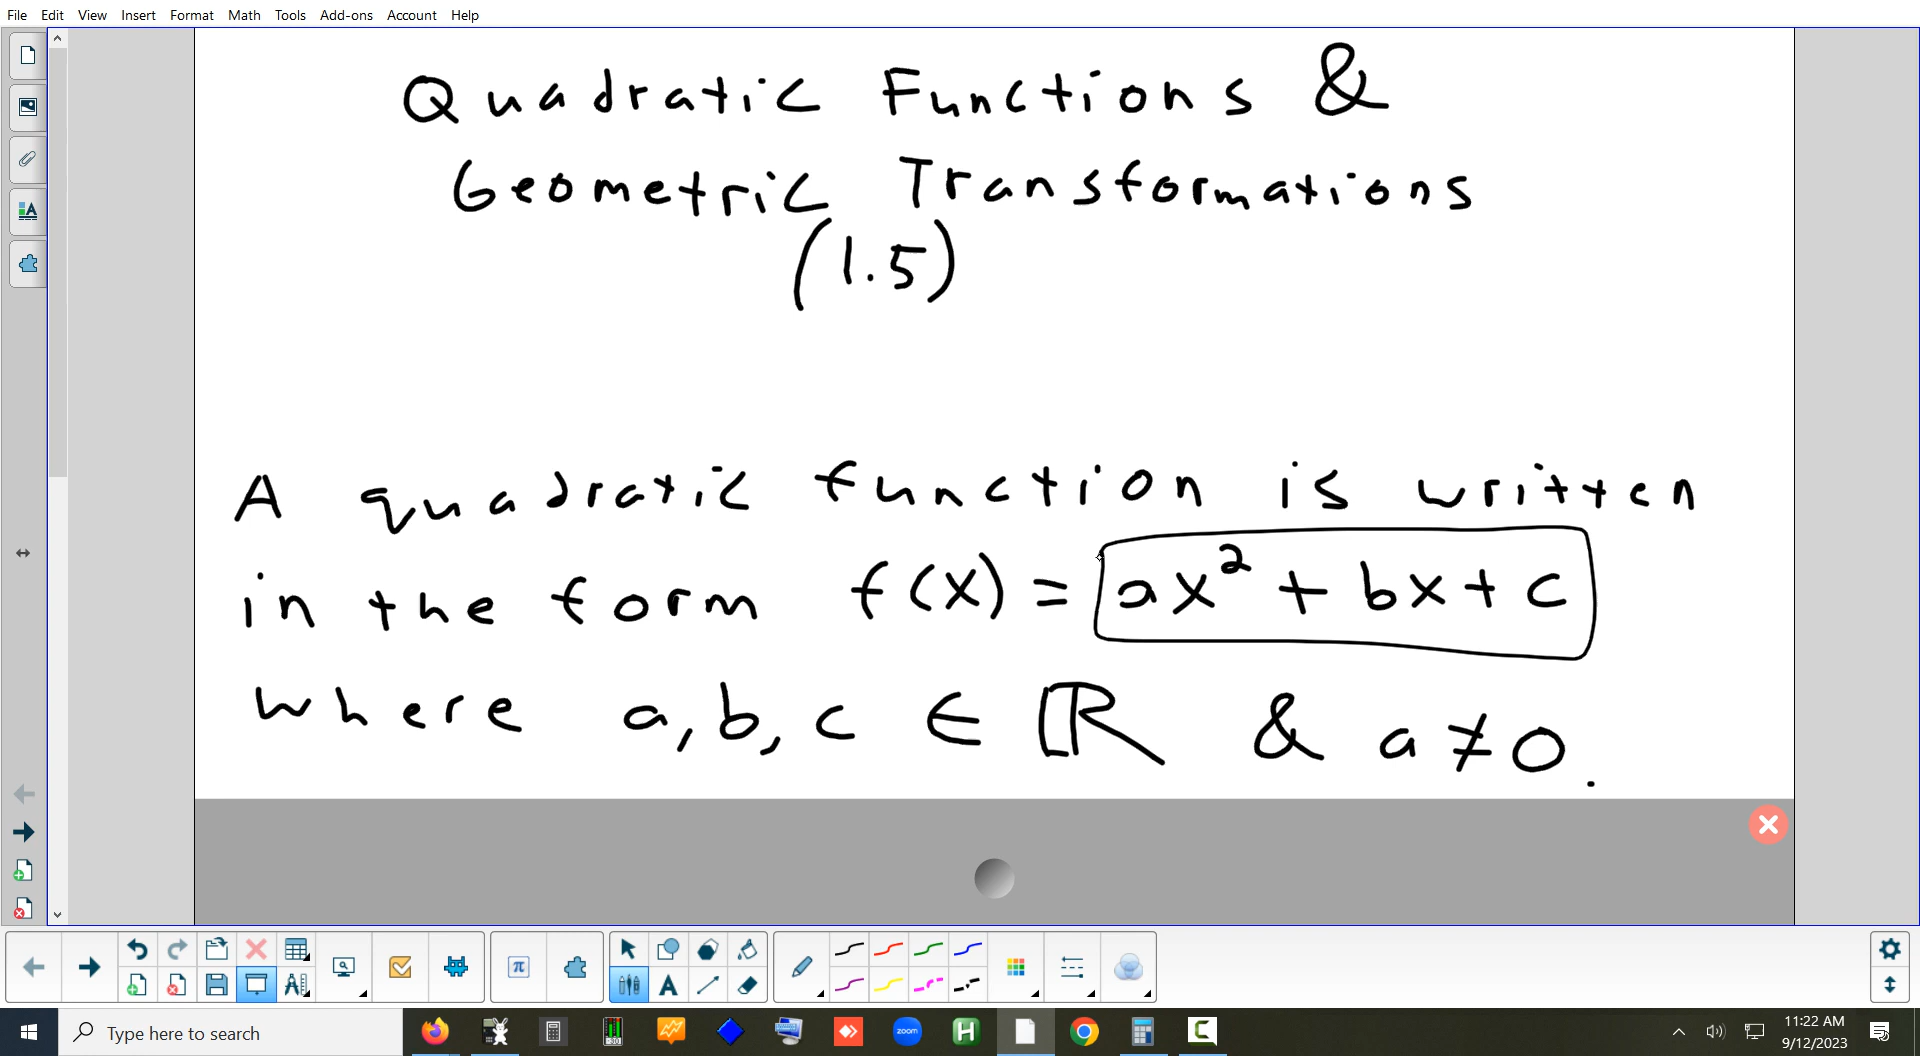 File Edit View Insert Format Math Tools Add-ons Account Help
Quadratic Functions &
Geometric Transformations
(1.5)
A quadratic function is written
in the form f(x) = ax² + bx + c
where a, b, c ∈ ℝ & a ≠ 0.
π
A
Type here to search
zoom
H
C
11:22 AM
9/12/2023